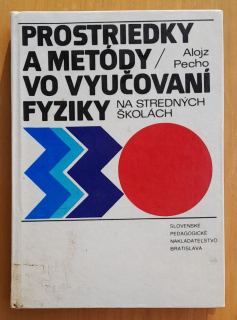 PROSTRIEDKY
A METÓDY / Alojz Pecho
VO VYUČOVANÍ
FYZIKY NA STREDNÝCH ŠKOLÁCH
SLOVENSKÉ
PEDAGOGICKÉ
NAKLADATEĽSTVO
BRATISLAVA